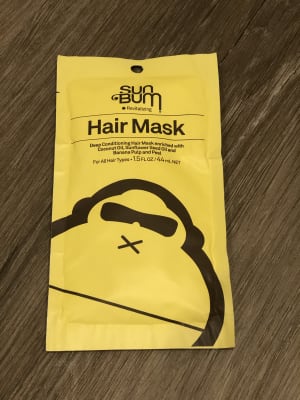 SUN
BUM
Revitalizing
Hair Mask
Deep Conditioning Hair Mask enriched with
Coconut Oil, Sunflower Seed Oil and
Banana Pulp and Peel
For All Hair Types • 1.5 FL OZ / 44 mL NET